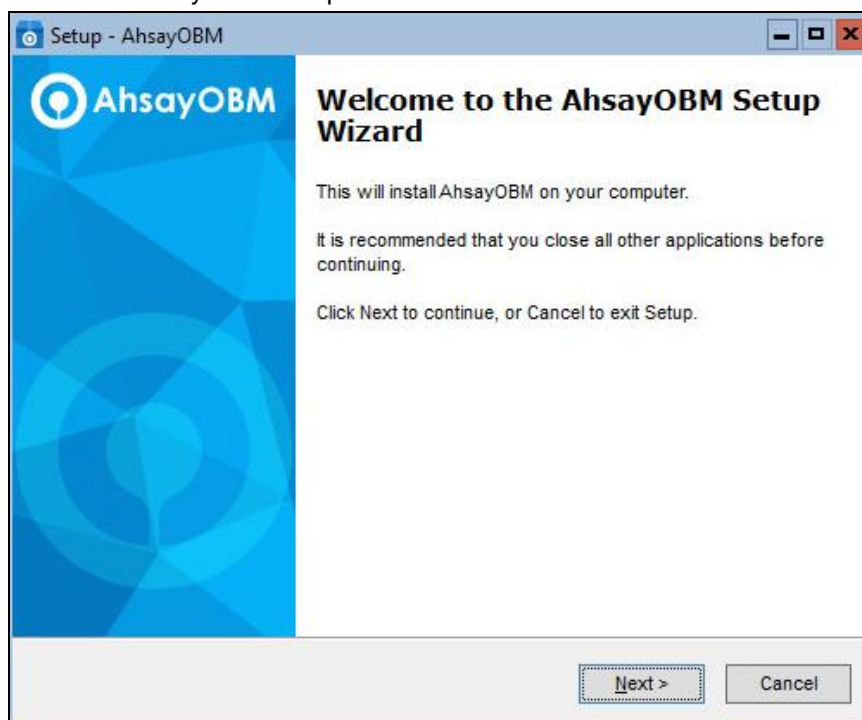 Setup - AhsayOBM
AhsayOBM
Welcome to the AhsayOBM Setup
Wizard
This will install AhsayOBM on your computer.
It is recommended that you close all other applications before
continuing.
Click Next to continue, or Cancel to exit Setup.
Next >
Cancel